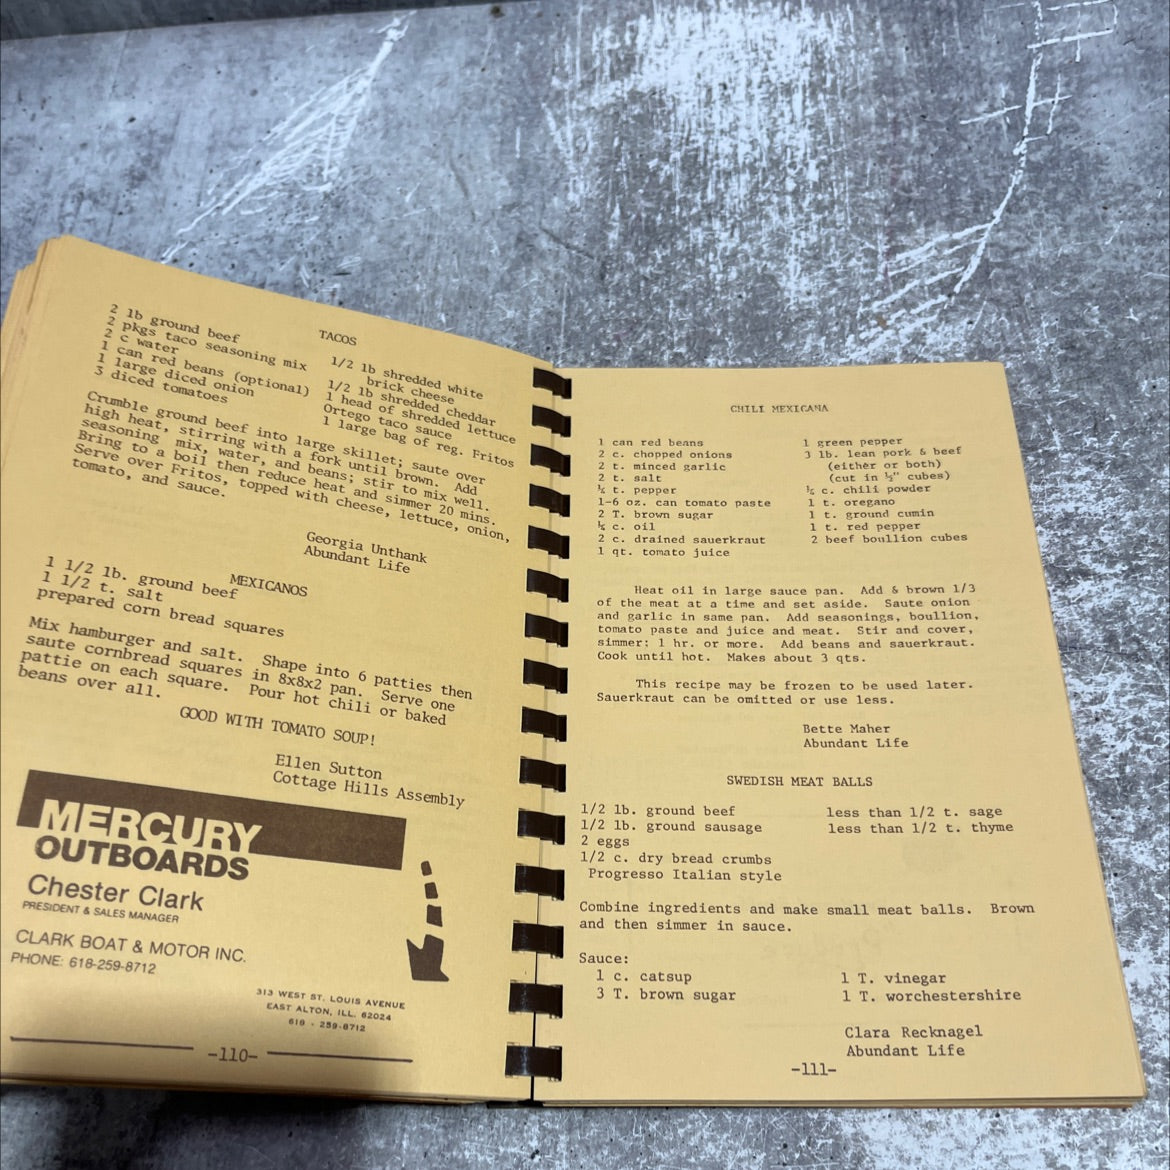 TACOS
2 lb ground beef
2 pkgs taco seasoning mix
2 c water
1 can red beans (optional)
1 large diced onion
3 diced tomatoes
1/2 lb shredded white
brick cheese
1/2 lb shredded cheddar
1 head of shredded lettuce
Ortego taco sauce
1 large bag of reg. Fritos
Crumble ground beef into large skillet; saute over
high heat, stirring with a fork until brown. Add
seasoning mix, water, and beans; stir to mix well.
Bring to a boil then reduce heat and simmer 20 mins.
Serve over Fritos, topped with cheese, lettuce, onion,
tomato, and sauce.
Georgia Unthank
Abundant Life
MEXICANOS
1 1/2 lb. ground beef
1 1/2 t. salt
prepared corn bread squares
Mix hamburger and salt. Shape into 6 patties then
saute cornbread squares in 8x8x2 pan. Serve one
pattie on each square. Pour hot chili or baked
beans over all.
GOOD WITH TOMATO SOUP!
Ellen Sutton
Cottage Hills Assembly
MERCURY
OUTBOARDS
Chester Clark
PRESIDENT & SALES MANAGER
CLARK BOAT & MOTOR INC.
PHONE: 618-259-8712
313 WEST ST. LOUIS AVENUE
EAST ALTON, ILL. 62024
618 - 259-8712
-110-
CHILI MEXICANA
1 can red beans
2 c. chopped onions
2 t. minced garlic
2 t. salt
t. pepper
1-6 oz. can tomato paste
2 T. brown sugar
c. oil
2 c. drained sauerkraut
1 qt. tomato juice
1 green pepper
3 lb. lean pork & beef
(either or both)
(cut in ½" cubes)
c. chili powder
1 t. oregano
1 t. ground cumin
1 t. red pepper
2 beef boullion cubes
Heat oil in large sauce pan. Add & brown 1/3
of the meat at a time and set aside. Saute onion
and garlic in same pan. Add seasonings, boullion,
tomato paste and juice and meat. Stir and cover,
simmer: 1 hr. or more. Add beans and sauerkraut.
Cook until hot. Makes about 3 qts.
This recipe may be frozen to be used later.
Sauerkraut can be omitted or use less.
Bette Maher
Abundant Life
SWEDISH MEAT BALLS
1/2 lb. ground beef
1/2 lb. ground sausage
2 eggs
1/2 c. dry bread crumbs
Progresso Italian style
less than 1/2 t. sage
less than 1/2 t. thyme
Combine ingredients and make small meat balls. Brown
and then simmer in sauce.
Sauce:
1 c. catsup
3 T. brown sugar
1 T. vinegar
1 T. worchestershire
Clara Recknagel
Abundant Life
-111-